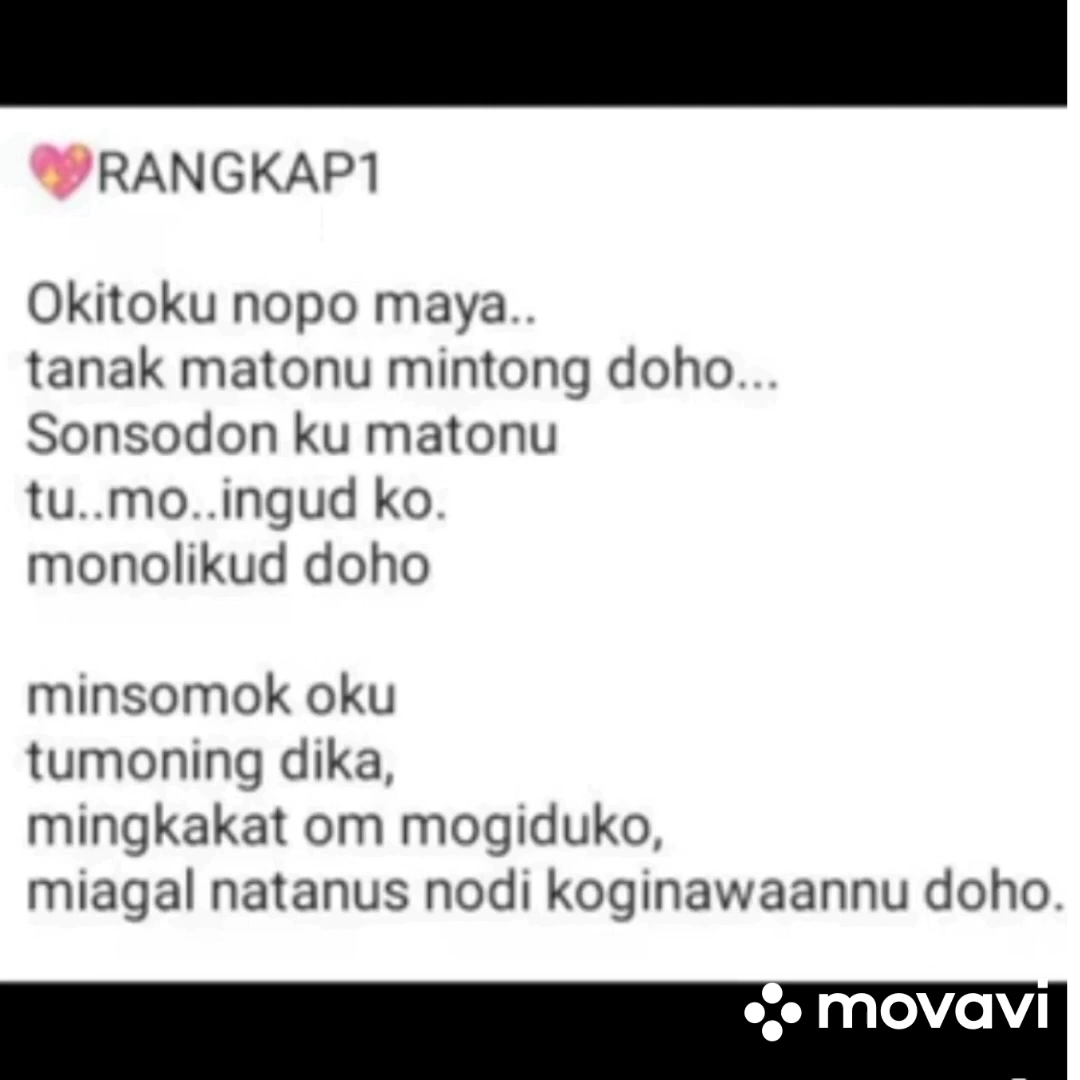 💖RANGKAP1
Okitoku nopo maya..
tanak matonu mintong doho...
Sonsodon ku matonu
tu..mo..ingud ko.
monolikud doho
minsomok oku
tumoning dika,
mingkakat om mogiduko,
miagal natanus nodi koginawaannu doho.
movavi